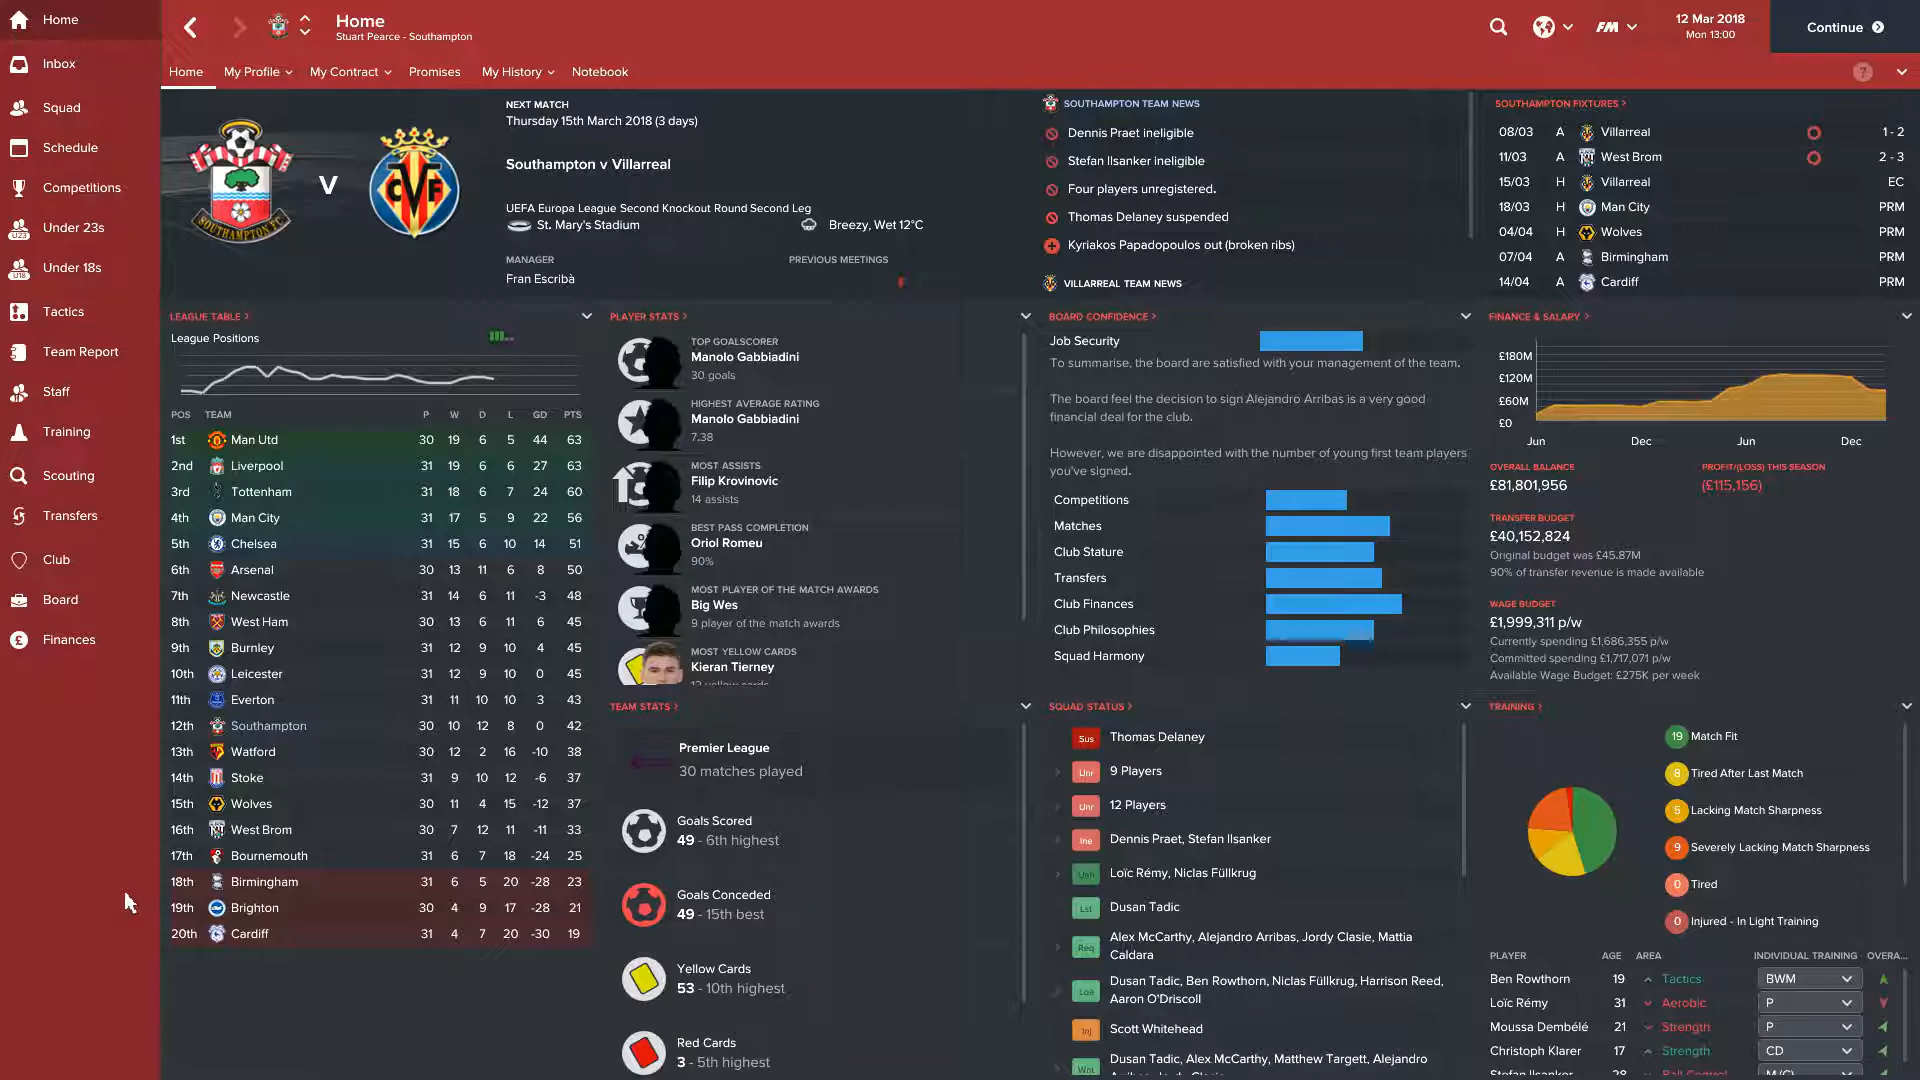 Home
Inbox
Squad
Schedule
Competitions
Under 23s
Under 18s
Tactics
Team Report
Staff
Training
Scouting
Transfers
Club
Board
Finances
Home
Stuart Pearce - Southampton
FM
12 Mar 2018
Mon 13:00
Continue
Home My Profile My Contract Promises My History Notebook
?
V
NEXT MATCH
Thursday 15th March 2018 (3 days)
Southampton v Villarreal
UEFA Europa League Second Knockout Round Second Leg
St. Mary's Stadium Breezy, Wet 12°C
MANAGER PREVIOUS MEETINGS
Fran Escribà
SOUTHAMPTON TEAM NEWS
Dennis Praet ineligible
Stefan Ilsanker ineligible
Four players unregistered.
Thomas Delaney suspended
Kyriakos Papadopoulos out (broken ribs)
VILLARREAL TEAM NEWS
SOUTHAMPTON FIXTURES >
08/03 A Villarreal 1 - 2
11/03 A West Brom 2 - 3
15/03 H Villarreal EC
18/03 H Man City PRM
04/04 H Wolves PRM
07/04 A Birmingham PRM
14/04 A Cardiff PRM
LEAGUE TABLE >
League Positions
POS TEAM P W D L GD PTS
1st Man Utd 30 19 6 5 44 63
2nd Liverpool 31 19 6 6 27 63
3rd Tottenham 31 18 6 7 24 60
4th Man City 31 17 5 9 22 56
5th Chelsea 31 15 6 10 14 51
6th Arsenal 30 13 11 6 8 50
7th Newcastle 31 14 6 11 -3 48
8th West Ham 30 13 6 11 6 45
9th Burnley 31 12 9 10 4 45
10th Leicester 31 12 9 10 0 45
11th Everton 31 11 10 10 3 43
12th Southampton 30 10 12 8 0 42
13th Watford 30 12 2 16 -10 38
14th Stoke 31 9 10 12 -6 37
15th Wolves 30 11 4 15 -12 37
16th West Brom 30 7 12 11 -11 33
17th Bournemouth 31 6 7 18 -24 25
18th Birmingham 31 6 5 20 -28 23
19th Brighton 30 4 9 17 -28 21
20th Cardiff 31 4 7 20 -30 19
PLAYER STATS >
TOP GOALSCORER
Manolo Gabbiadini
30 goals
HIGHEST AVERAGE RATING
Manolo Gabbiadini
7.38
MOST ASSISTS
Filip Krovinovic
14 assists
BEST PASS COMPLETION
Oriol Romeu
90%
MOST PLAYER OF THE MATCH AWARDS
Big Wes
9 player of the match awards
MOST YELLOW CARDS
Kieran Tierney
TEAM STATS >
Premier League
30 matches played
Goals Scored
49 - 6th highest
Goals Conceded
49 - 15th best
Yellow Cards
53 - 10th highest
Red Cards
3 - 5th highest
BOARD CONFIDENCE >
Job Security
To summarise, the board are satisfied with your management of the team.
The board feel the decision to sign Alejandro Arribas is a very good
financial deal for the club.
However, we are disappointed with the number of young first team players
you've signed.
Competitions
Matches
Club Stature
Transfers
Club Finances
Club Philosophies
Squad Harmony
SQUAD STATUS >
Sus Thomas Delaney
Unr 9 Players
Unr 12 Players
Ine Dennis Praet, Stefan Ilsanker
Unh Loïc Rémy, Niclas Füllkrug
Lst Dusan Tadic
Req Alex McCarthy, Alejandro Arribas, Jordy Clasie, Mattia
Caldara
Loa Dusan Tadic, Ben Rowthorn, Niclas Füllkrug, Harrison Reed,
Aaron O'Driscoll
Inj Scott Whitehead
Wnt Dusan Tadic, Alex McCarthy, Matthew Targett, Alejandro
FINANCE & SALARY >
£180M
£120M
£60M
£0
Jun Dec Jun Dec
OVERALL BALANCE PROFIT/(LOSS) THIS SEASON
£81,801,956 (£115,156)
TRANSFER BUDGET
£40,152,824
Original budget was £45.87M
90% of transfer revenue is made available
WAGE BUDGET
£1,999,311 p/w
Currently spending £1,686,355 p/w
Committed spending £1,717,071 p/w
Available Wage Budget: £275K per week
TRAINING >
19 Match Fit
8 Tired After Last Match
5 Lacking Match Sharpness
9 Severely Lacking Match Sharpness
0 Tired
0 Injured - In Light Training
PLAYER AGE AREA INDIVIDUAL TRAINING OVERA...
Ben Rowthorn 19 Tactics BWM
Loïc Rémy 31 Aerobic P
Moussa Dembélé 21 Strength P
Christoph Klarer 17 Strength CD